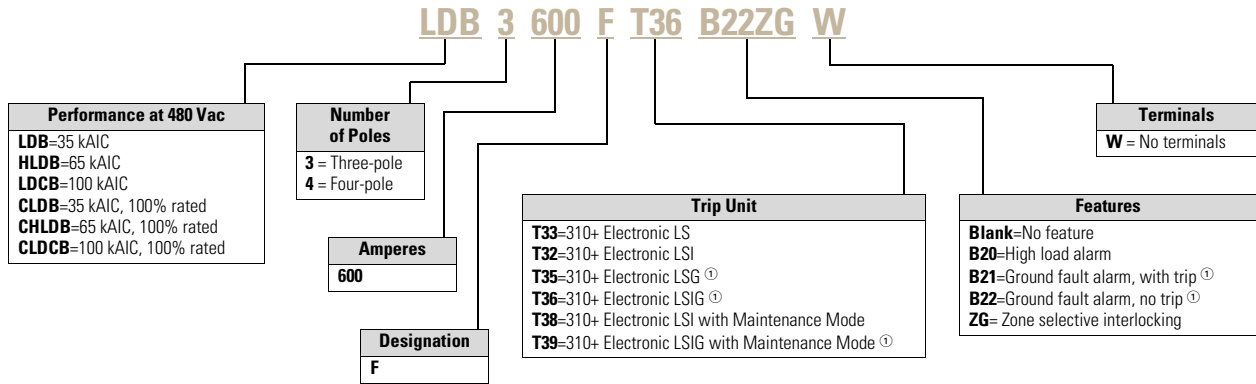 LDB 3 600 F T36 B22ZG W
Performance at 480 Vac
LDB=35 kAIC
HLDB=65 kAIC
LDCB=100 kAIC
CLDB=35 kAIC, 100% rated
CHLDB=65 kAIC, 100% rated
CLDCB=100 kAIC, 100% rated
Number
of Poles
3 = Three-pole
4 = Four-pole
Amperes
600
Designation
F
Trip Unit
T33=310+ Electronic LS
T32=310+ Electronic LSI
T35=310+ Electronic LSG ①
T36=310+ Electronic LSIG ①
T38=310+ Electronic LSI with Maintenance Mode
T39=310+ Electronic LSIG with Maintenance Mode ①
Features
Blank=No feature
B20=High load alarm
B21=Ground fault alarm, with trip ①
B22=Ground fault alarm, no trip ①
ZG= Zone selective interlocking
Terminals
W = No terminals